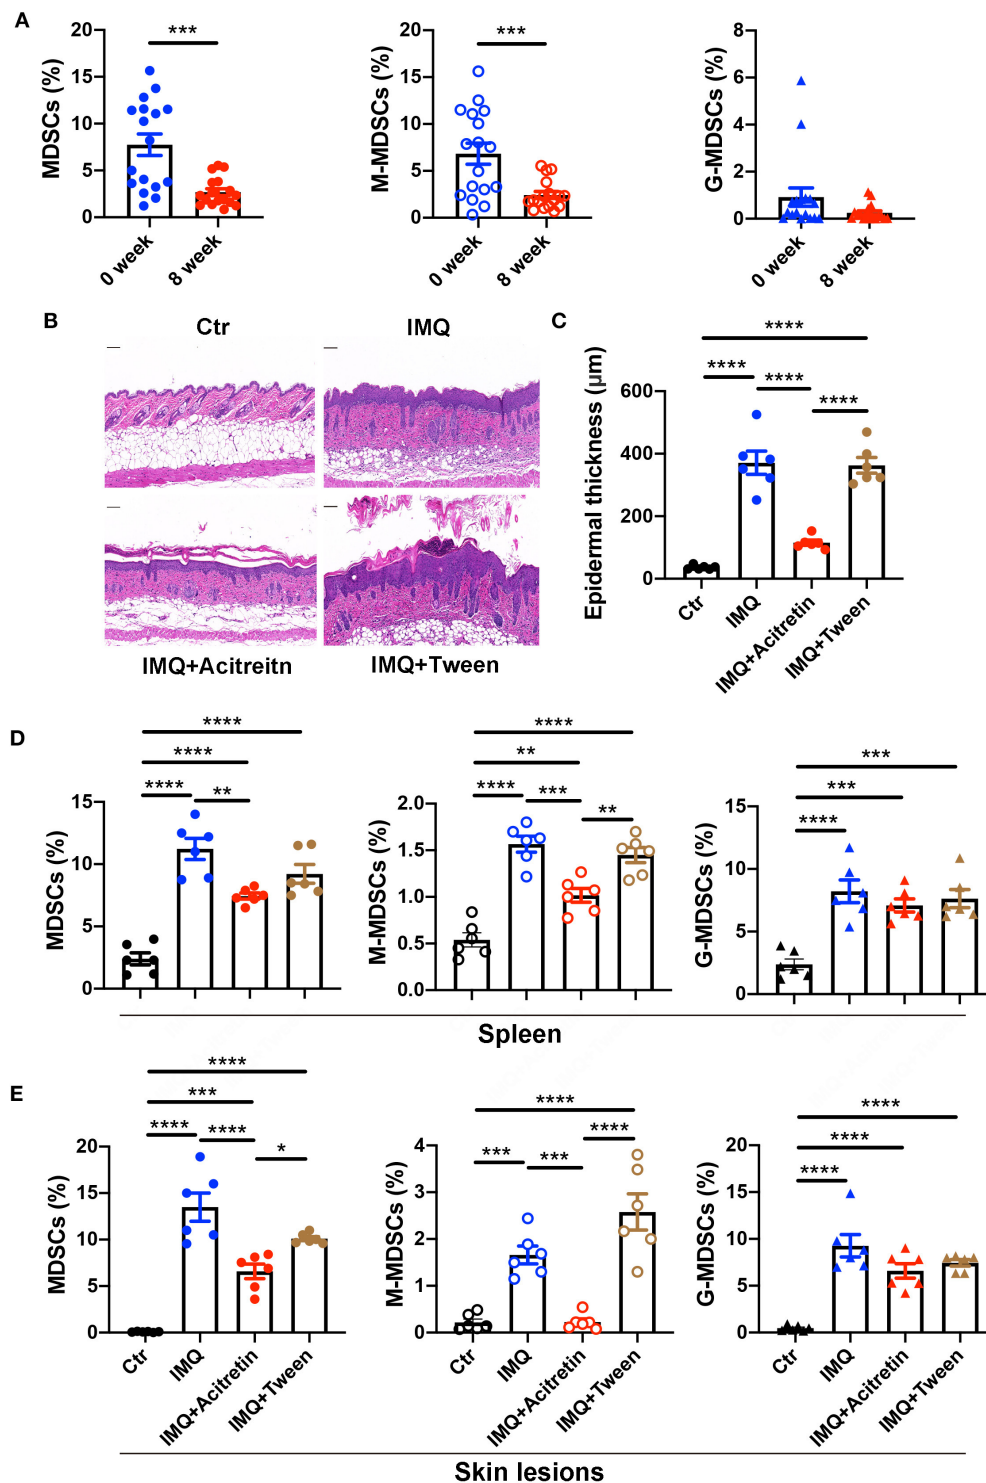 A
MDSCs (%)
20
15
10
5
0
***
0 week
8 week
M-MDSCs (%)
20
15
10
5
0
***
0 week
8 week
G-MDSCs (%)
8
6
4
2
0
0 week
8 week
B
Ctr
IMQ
IMQ+Acitreitn
IMQ+Tween
C
Epidermal thickness (μm)
600
400
200
0
****
****
****
****
Ctr
IMQ
IMQ+Acitretin
IMQ+Tween
D
MDSCs (%)
15
10
5
0
****
****
****
**
M-MDSCs (%)
2.0
1.5
1.0
0.5
0.0
****
**
****
***
**
G-MDSCs (%)
15
10
5
0
***
***
****
Spleen
E
MDSCs (%)
20
15
10
5
0
****
***
****
****
*
Ctr
IMQ
IMQ+Acitretin
IMQ+Tween
M-MDSCs (%)
4
3
2
1
0
****
****
***
***
Ctr
IMQ
IMQ+Acitretin
IMQ+Tween
G-MDSCs (%)
20
15
10
5
0
****
****
****
Ctr
IMQ
IMQ+Acitretin
IMQ+Tween
Skin lesions